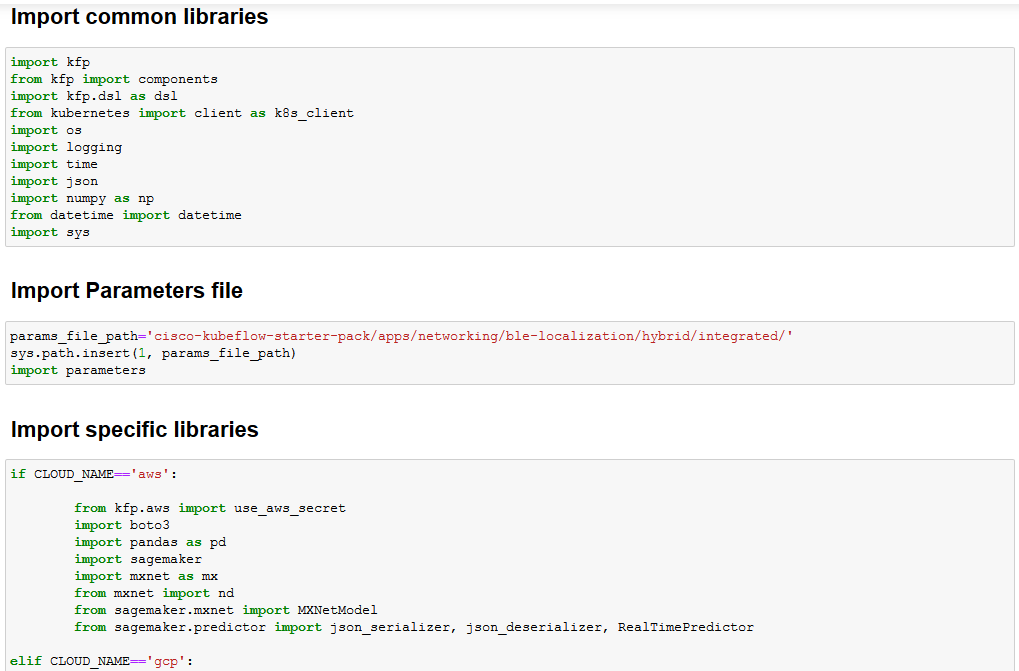 Import common libraries
import kfp
from kfp import components
import kfp.dsl as dsl
from kubernetes import client as k8s_client
import os
import logging
import time
import json
import numpy as np
from datetime import datetime
import sys
Import Parameters file
params_file_path='cisco-kubeflow-starter-pack/apps/networking/ble-localization/hybrid/integrated/'
sys.path.insert(1, params_file_path)
import parameters
Import specific libraries
if CLOUD_NAME=='aws':
from kfp.aws import use_aws_secret
import boto3
import pandas as pd
import sagemaker
import mxnet as mx
from mxnet import nd
from sagemaker.mxnet import MXNetModel
from sagemaker.predictor import json_serializer, json_deserializer, RealTimePredictor
elif CLOUD_NAME=='gcp':